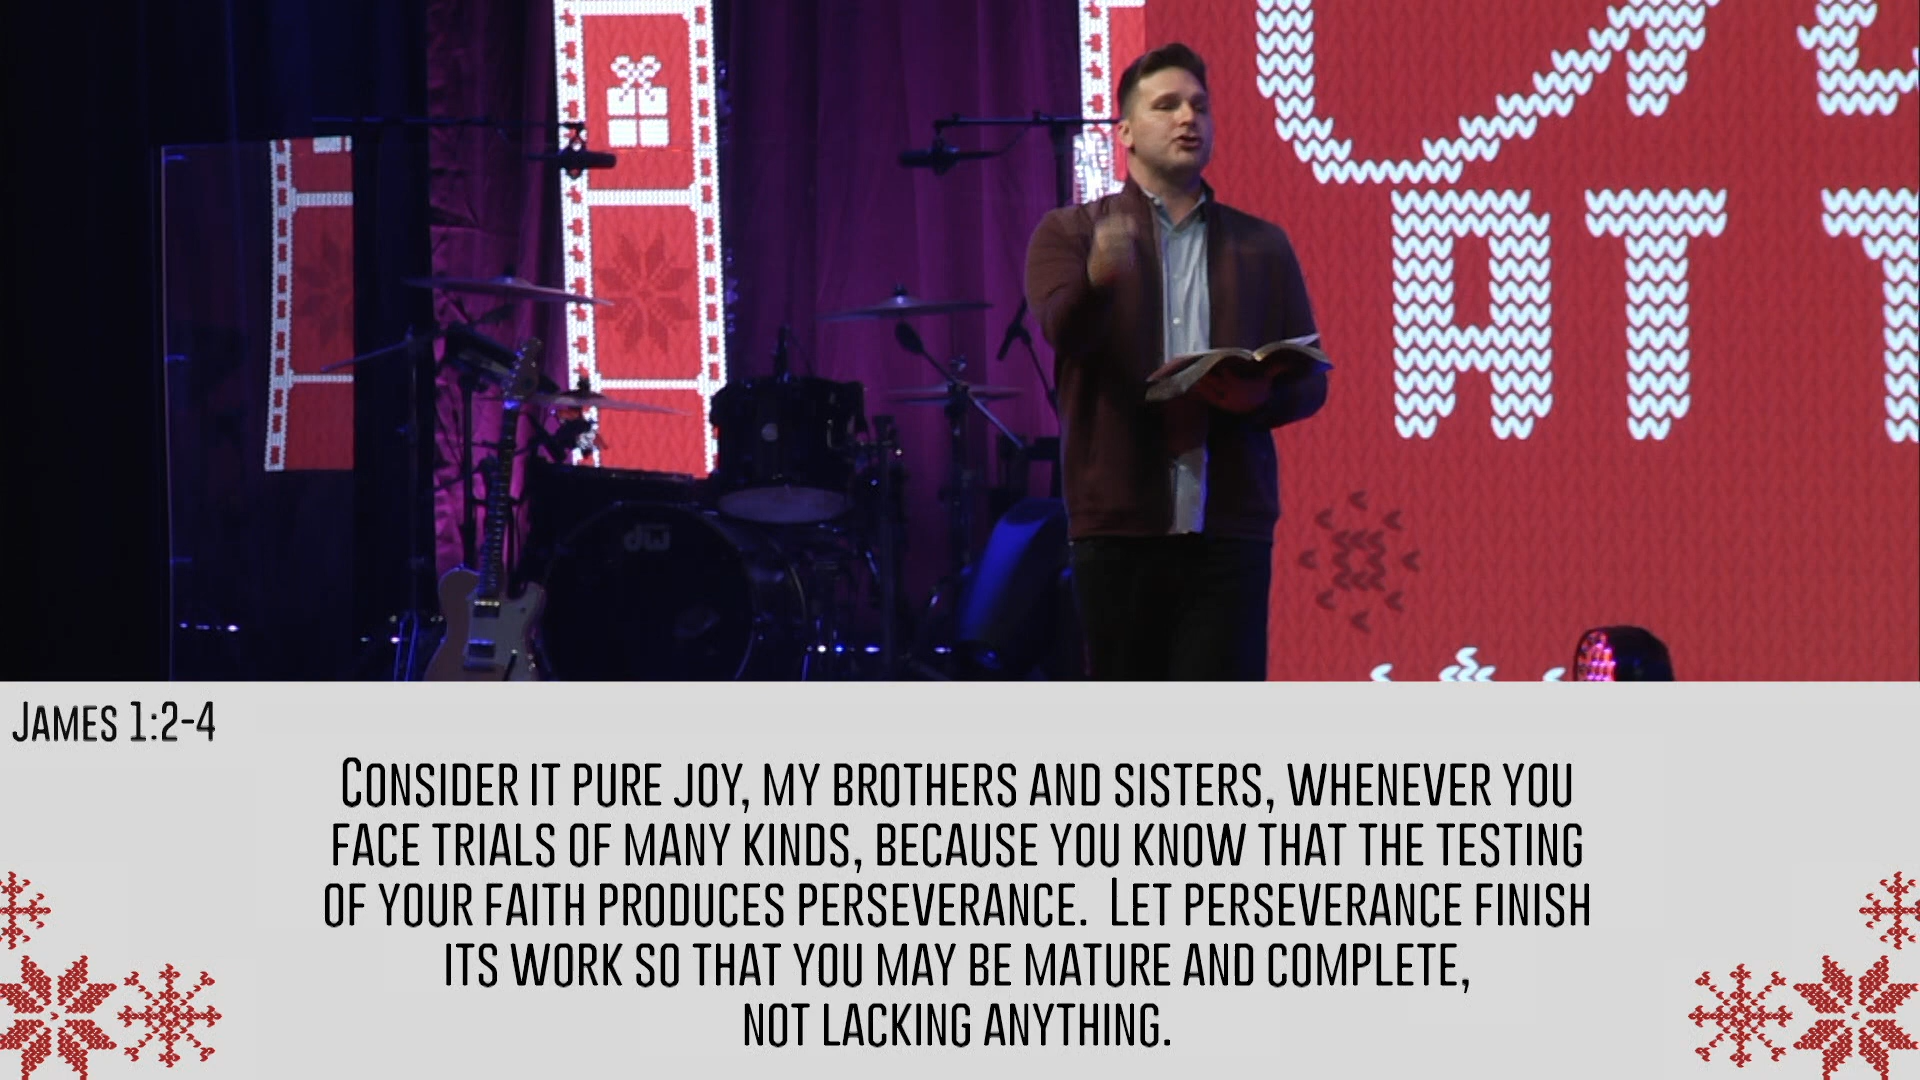 AT
dw
James 1:2-4
Consider it pure joy, my brothers and sisters, whenever you
face trials of many kinds, because you know that the testing
of your faith produces perseverance. Let perseverance finish
its work so that you may be mature and complete,
not lacking anything.